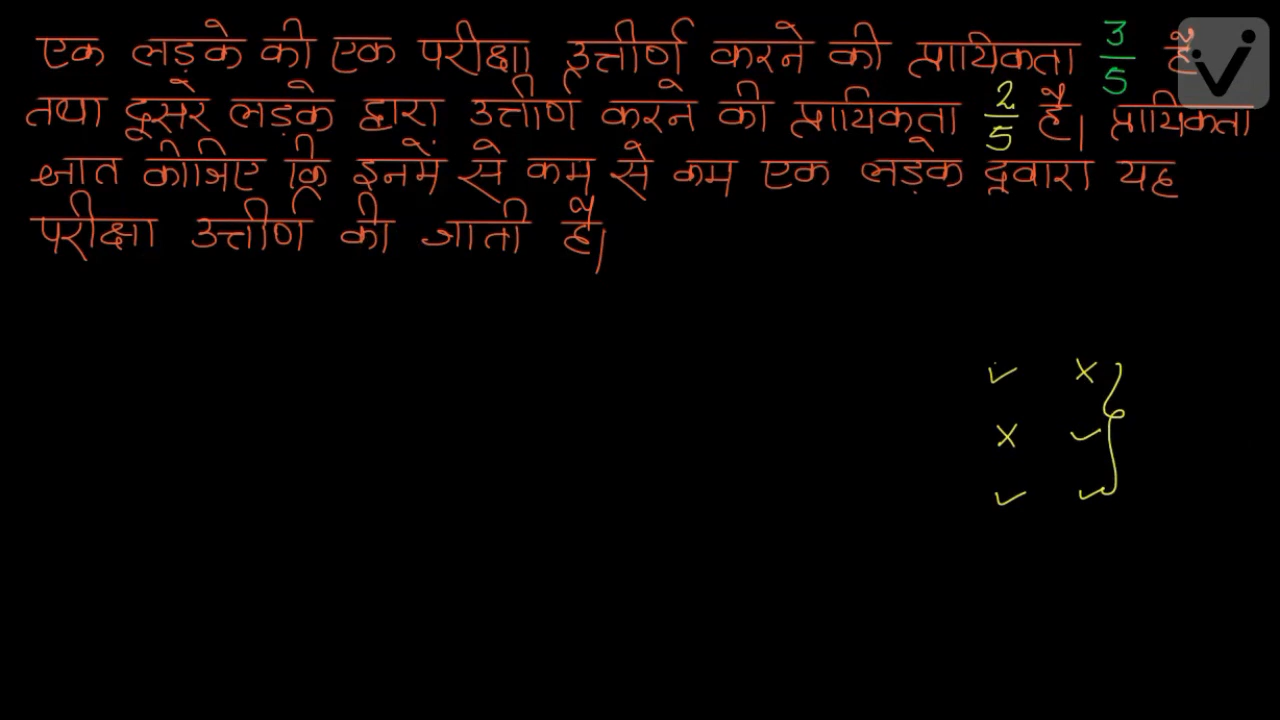 एक लड़के की एक परीक्षा उत्तीर्ण करने की प्रायिकता 3/5 है
तथा दूसरे लड़के द्वारा उत्तीर्ण करने की प्रायिकता 2/5 है। प्रायिकता
ज्ञात कीजिए कि इनमें से कम से कम एक लड़के द्वारा यह
परीक्षा उत्तीर्ण की जाती है।
✓ ×
× ✓
✓ ✓